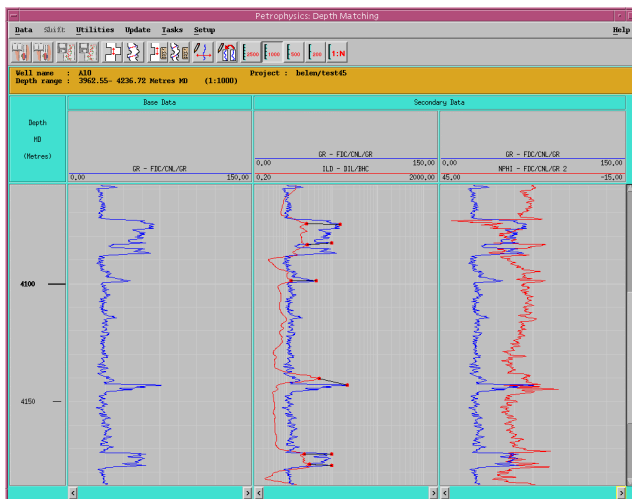 Petrophysics: Depth Matching
Data Shift Utilities Update Tasks Setup Help
2500 1000 500 200 1:N
Well name : A10 Project : helen/test45
Depth range : 3962.55- 4236.72 Metres MD (1:1000)
Base Data Secondary Data
Depth
MD
(Metres)
GR - FDC/CNL/GR
0,00 150,00
GR - FDC/CNL/GR
0,00 150,00
ILD - DIL/BHC
0,20 2000,00
GR - FDC/CNL/GR
0,00 150,00
NPHI - FDC/CNL/GR 2
45,00 -15,00
4100
4150